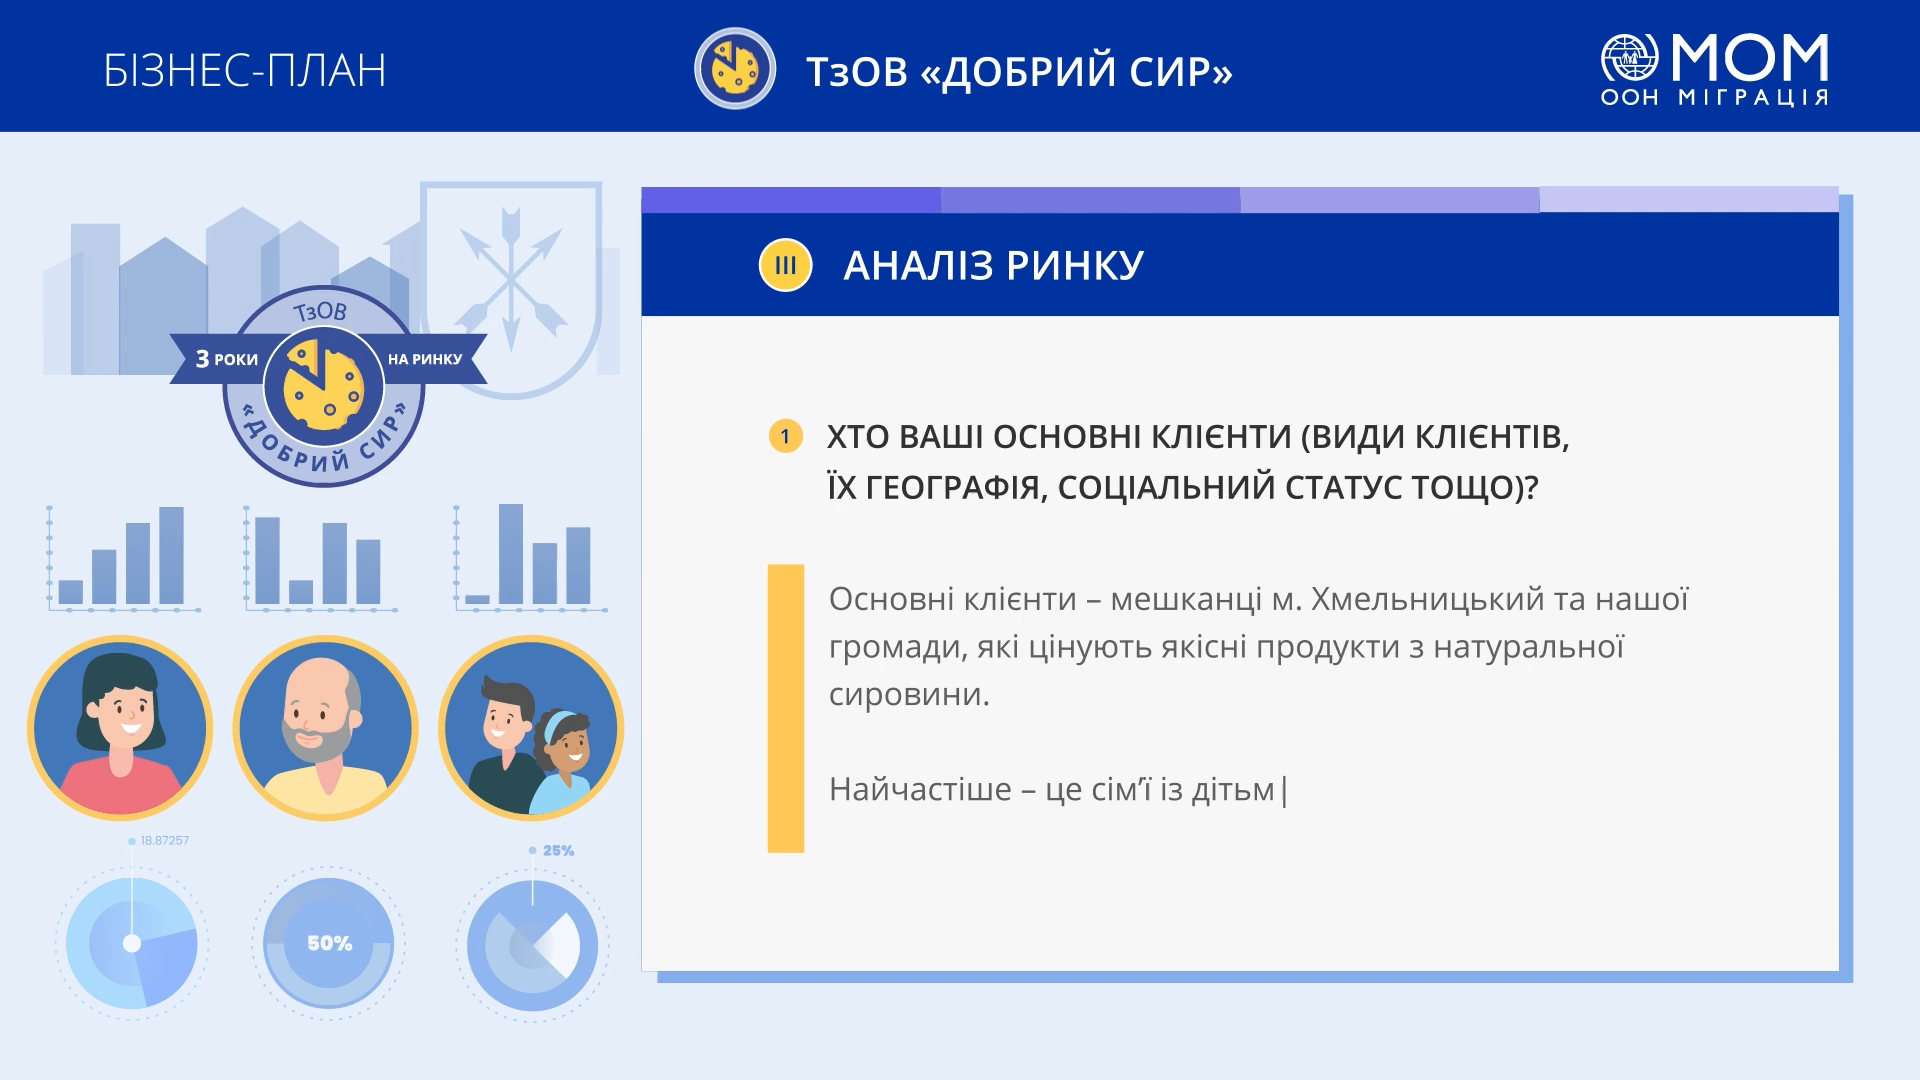 БІЗНЕС-ПЛАН
ТзОВ «ДОБРИЙ СИР»
МОМ
ООН МІГРАЦІЯ
ТзОВ
3 РОКИ НА РИНКУ
«ДОБРИЙ СИР»
III АНАЛІЗ РИНКУ
1 ХТО ВАШІ ОСНОВНІ КЛІЄНТИ (ВИДИ КЛІЄНТІВ,
ЇХ ГЕОГРАФІЯ, СОЦІАЛЬНИЙ СТАТУС ТОЩО)?
Основні клієнти – мешканці м. Хмельницький та нашої
громади, які цінують якісні продукти з натуральної
сировини.
Найчастіше – це сім’ї із дітьм|
18.87257
50%
25%